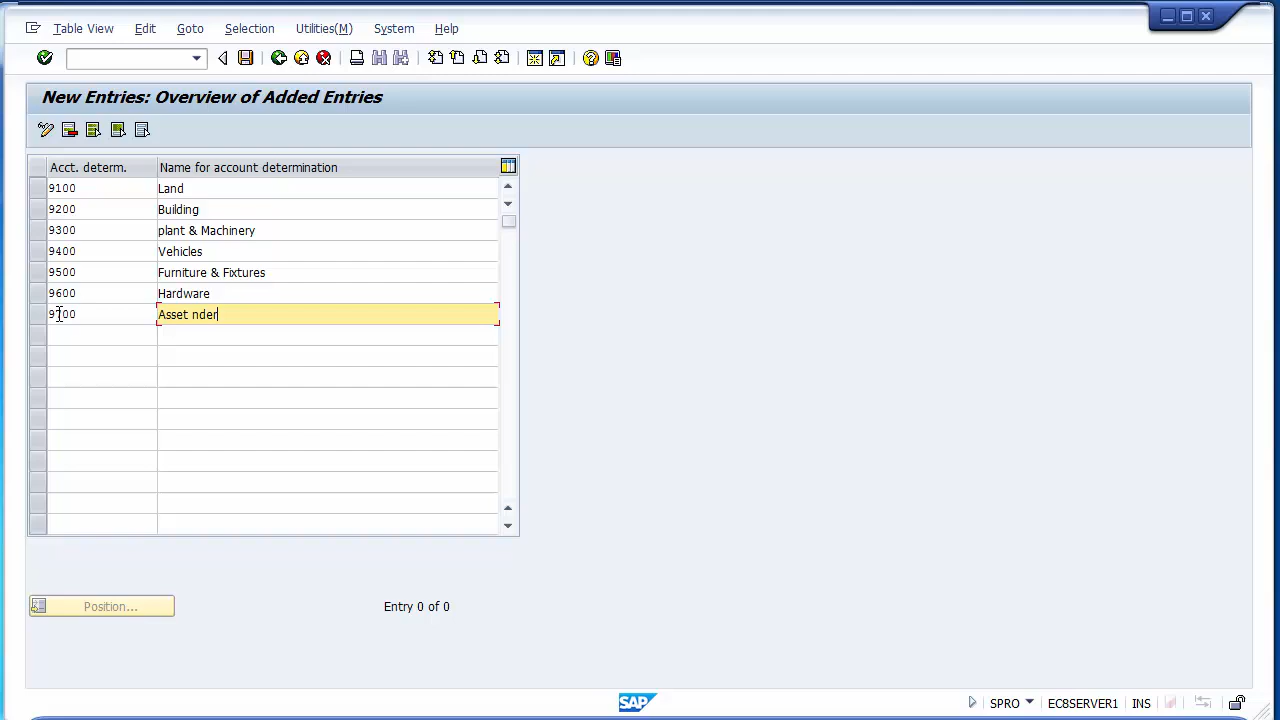 Table View Edit Goto Selection Utilities(M) System Help
New Entries: Overview of Added Entries
Acct. determ. Name for account determination
9100 Land
9200 Building
9300 plant & Machinery
9400 Vehicles
9500 Furniture & Fixtures
9600 Hardware
9700 Asset nder
Position... Entry 0 of 0
SAP SPRO EC8SERVER1 INS